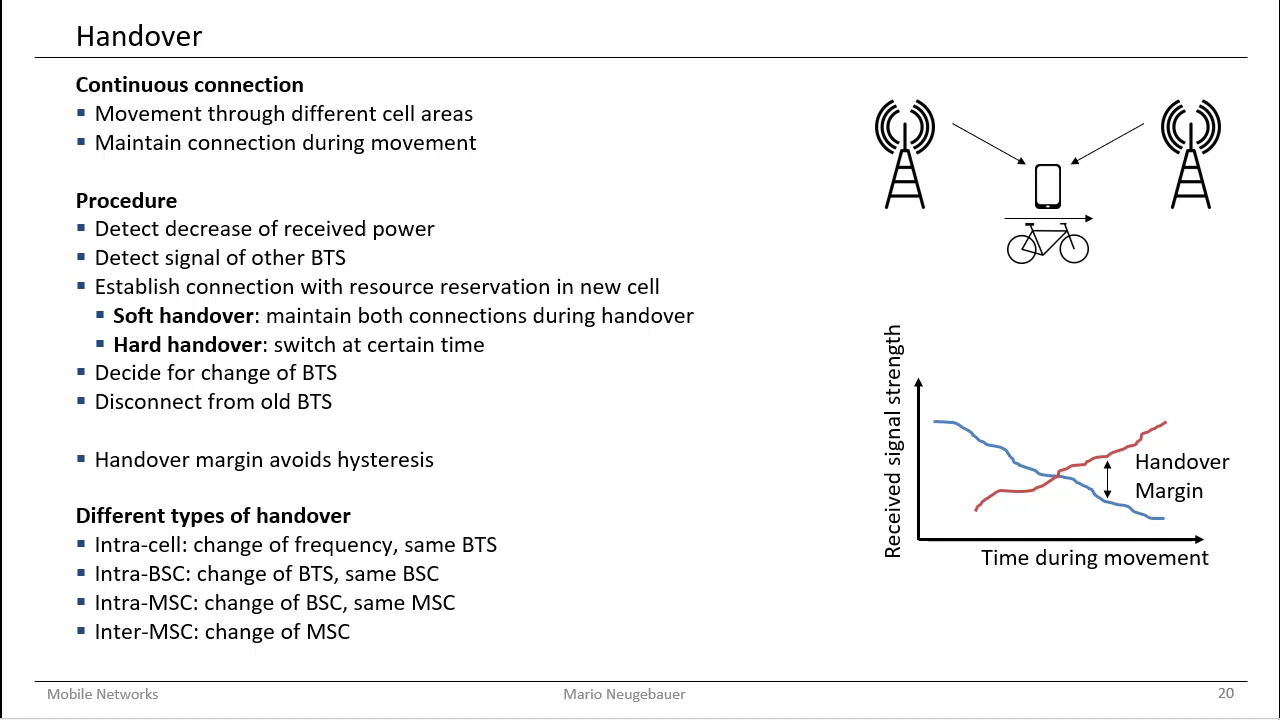 Handover
Continuous connection
▪ Movement through different cell areas
▪ Maintain connection during movement
Procedure
▪ Detect decrease of received power
▪ Detect signal of other BTS
▪ Establish connection with resource reservation in new cell
▪ Soft handover: maintain both connections during handover
▪ Hard handover: switch at certain time
▪ Decide for change of BTS
▪ Disconnect from old BTS
▪ Handover margin avoids hysteresis
Different types of handover
▪ Intra-cell: change of frequency, same BTS
▪ Intra-BSC: change of BTS, same BSC
▪ Intra-MSC: change of BSC, same MSC
▪ Inter-MSC: change of MSC
Received signal strength
Handover
Margin
Time during movement
Mobile Networks
Mario Neugebauer
20